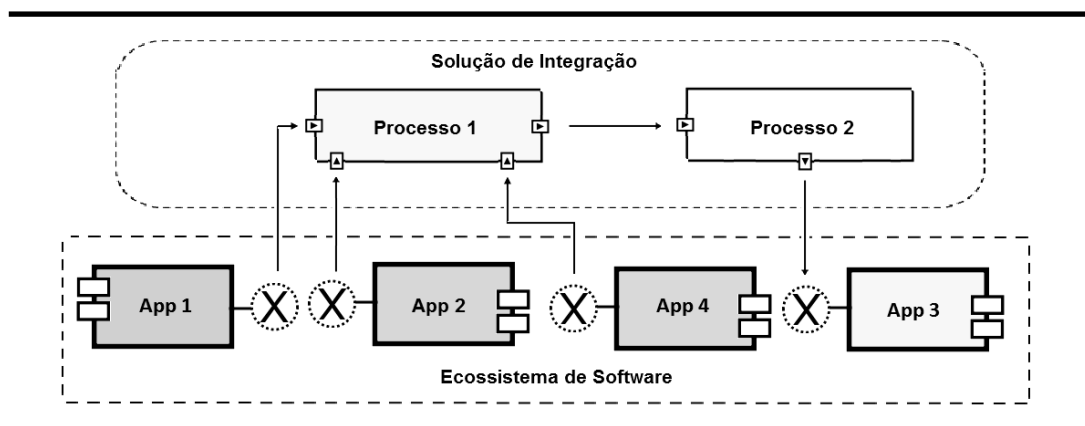 Solução de Integração
Processo 1
Processo 2
X
X
X
X
App 1
App 2
App 4
App 3
Ecossistema de Software